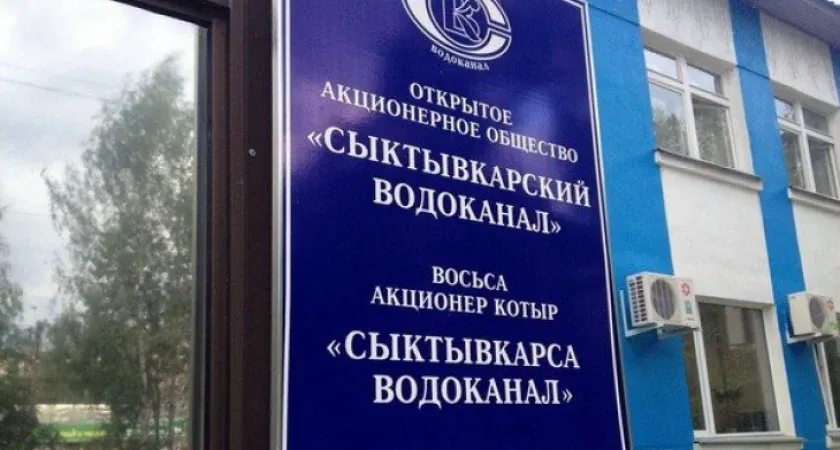 ВОДОКАНАЛ
ОТКРЫТОЕ
АКЦИОНЕРНОЕ ОБЩЕСТВО
«СЫКТЫВКАРСКИЙ
ВОДОКАНАЛ»
ВОСЬСА
АКЦИОНЕР КОТЫР
«СЫКТЫВКАРСА
ВОДОКАНАЛ»